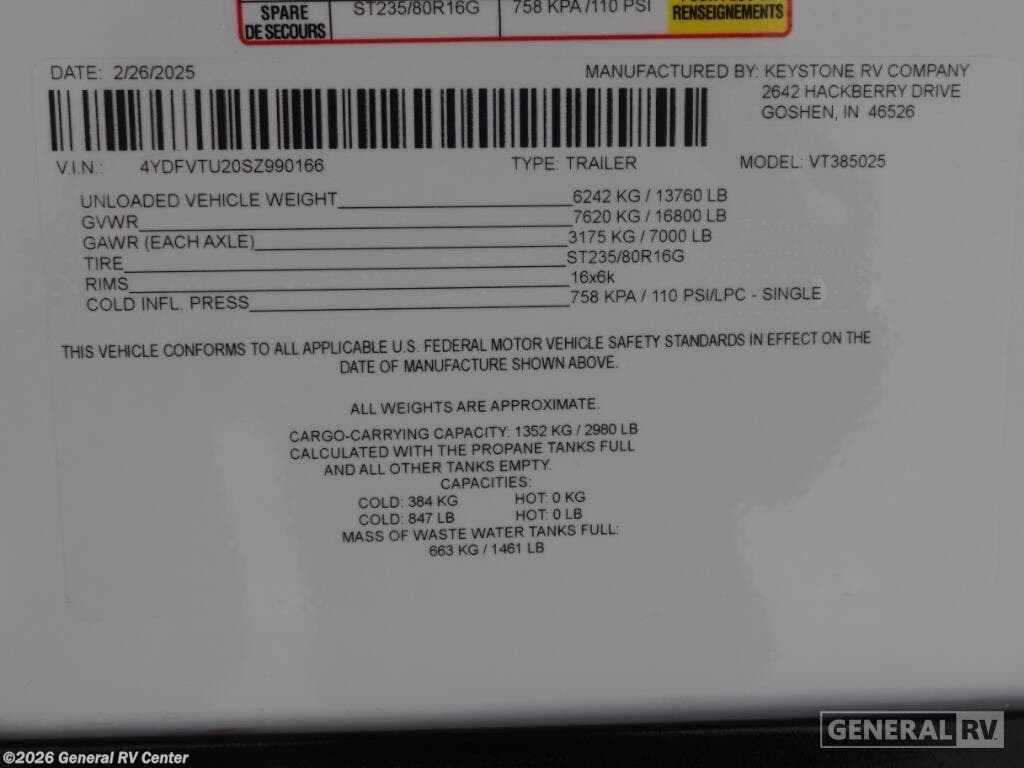 SPARE ST235/80R16G 758 KPA /110 PSI
DE SECOURS RENSEIGNEMENTS
DATE: 2/26/2025 MANUFACTURED BY: KEYSTONE RV COMPANY
2642 HACKBERRY DRIVE
GOSHEN, IN 46526
V.I.N.: 4YDFVTU20SZ990166 TYPE: TRAILER MODEL: VT385025
UNLOADED VEHICLE WEIGHT 6242 KG / 13760 LB
GVWR 7620 KG / 16800 LB
GAWR (EACH AXLE) 3175 KG / 7000 LB
TIRE ST235/80R16G
RIMS 16x6k
COLD INFL. PRESS 758 KPA / 110 PSI/LPC - SINGLE
THIS VEHICLE CONFORMS TO ALL APPLICABLE U.S. FEDERAL MOTOR VEHICLE SAFETY STANDARDS IN EFFECT ON THE
DATE OF MANUFACTURE SHOWN ABOVE.
ALL WEIGHTS ARE APPROXIMATE.
CARGO-CARRYING CAPACITY: 1352 KG / 2980 LB
CALCULATED WITH THE PROPANE TANKS FULL
AND ALL OTHER TANKS EMPTY.
CAPACITIES:
COLD: 384 KG HOT: 0 KG
COLD: 847 LB HOT: 0 LB
MASS OF WASTE WATER TANKS FULL:
663 KG / 1461 LB
GENERAL RV
©2026 General RV Center